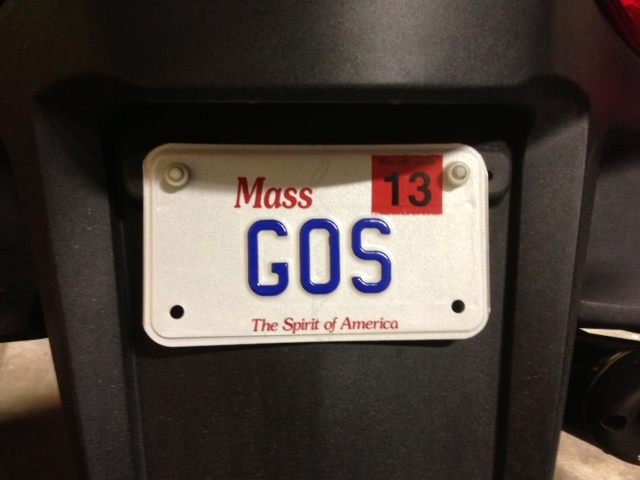 Mass
13
GOS
The Spirit of America